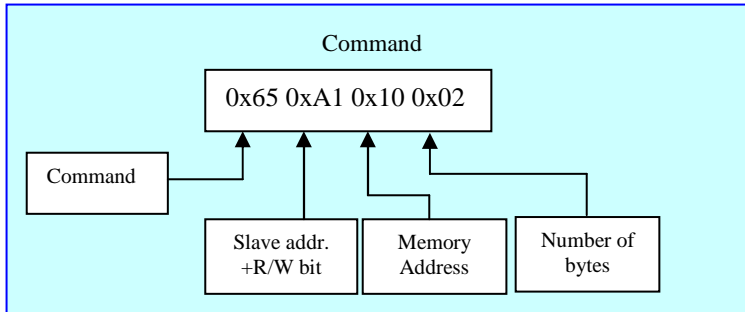 Command
0x65 0xA1 0x10 0x02
Command
Slave addr.
+R/W bit
Memory
Address
Number of
bytes